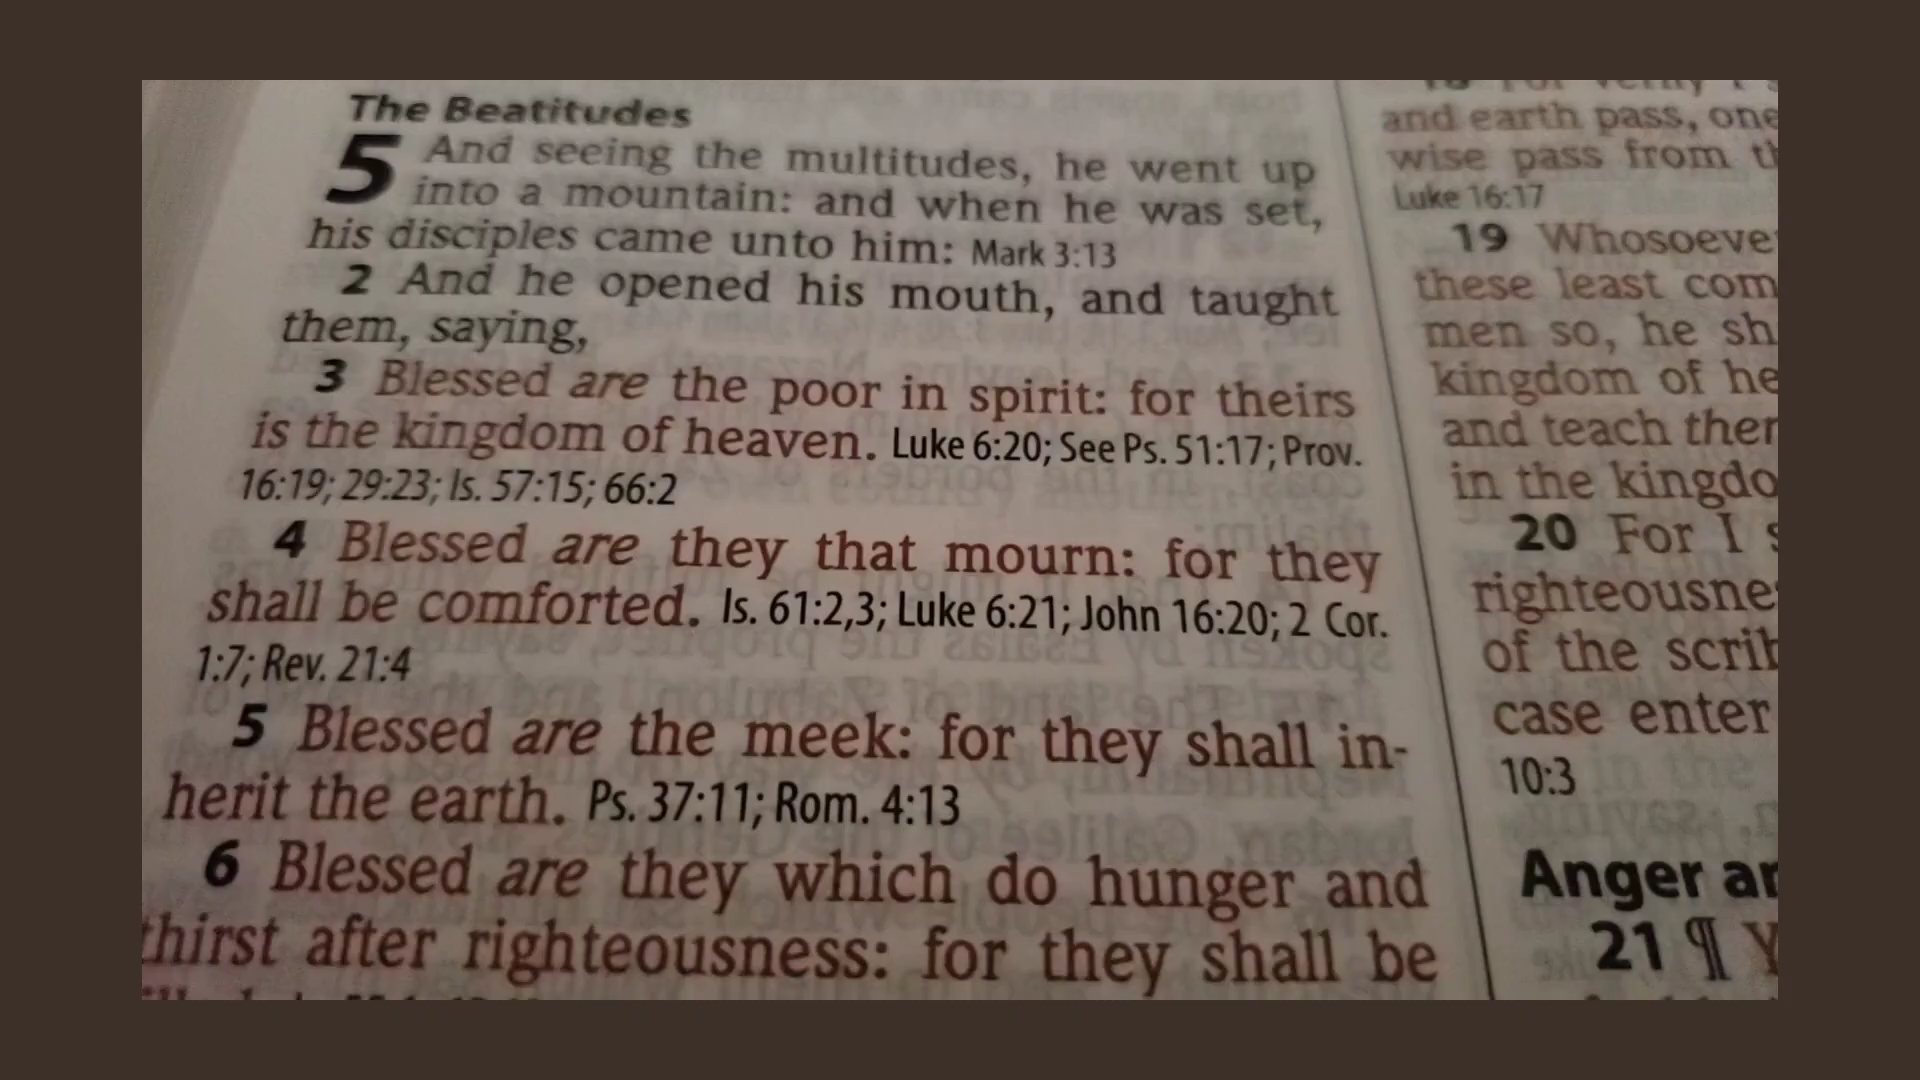 The Beatitudes
5 And seeing the multitudes, he went up
into a mountain: and when he was set,
his disciples came unto him: Mark 3:13
2 And he opened his mouth, and taught
them, saying,
3 Blessed are the poor in spirit: for theirs
is the kingdom of heaven. Luke 6:20; See Ps. 51:17; Prov.
16:19; 29:23; Is. 57:15; 66:2
4 Blessed are they that mourn: for they
shall be comforted. Is. 61:2,3; Luke 6:21; John 16:20; 2 Cor.
1:7; Rev. 21:4
5 Blessed are the meek: for they shall in-
herit the earth. Ps. 37:11; Rom. 4:13
6 Blessed are they which do hunger and
thirst after righteousness: for they shall be
and earth pass, one
wise pass from
Luke 16:17
19 Whosoeve
these least com
men so, he sh
kingdom of he
and teach
in the kingdo
20 For I
righteousne
of the scrib
case enter
10:3
Anger
21 ¶